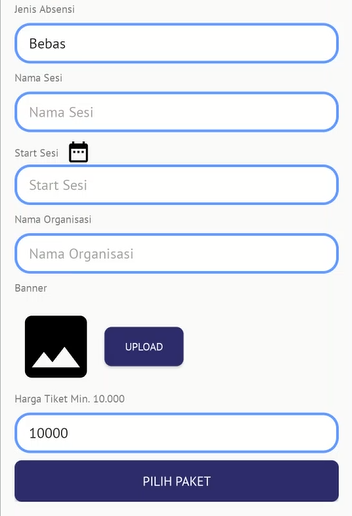 Jenis Absensi
Bebas
Nama Sesi
Nama Sesi
Start Sesi
Start Sesi
Nama Organisasi
Nama Organisasi
Banner
UPLOAD
Harga Tiket Min. 10.000
10000
PILIH PAKET